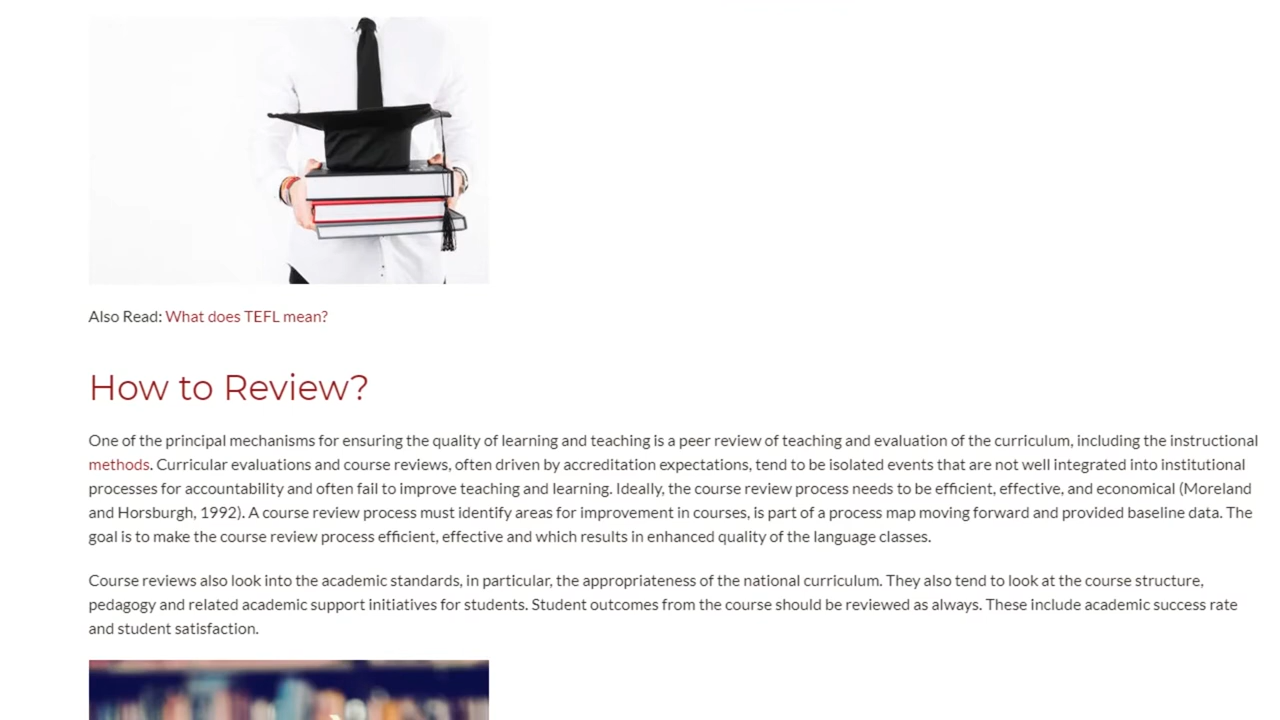 Also Read: What does TEFL mean?
How to Review?
One of the principal mechanisms for ensuring the quality of learning and teaching is a peer review of teaching and evaluation of the curriculum, including the instructional
methods. Curricular evaluations and course reviews, often driven by accreditation expectations, tend to be isolated events that are not well integrated into institutional
processes for accountability and often fail to improve teaching and learning. Ideally, the course review process needs to be efficient, effective, and economical (Moreland
and Horsburgh, 1992). A course review process must identify areas for improvement in courses, is part of a process map moving forward and provided baseline data. The
goal is to make the course review process efficient, effective and which results in enhanced quality of the language classes.
Course reviews also look into the academic standards, in particular, the appropriateness of the national curriculum. They also tend to look at the course structure,
pedagogy and related academic support initiatives for students. Student outcomes from the course should be reviewed as always. These include academic success rate
and student satisfaction.